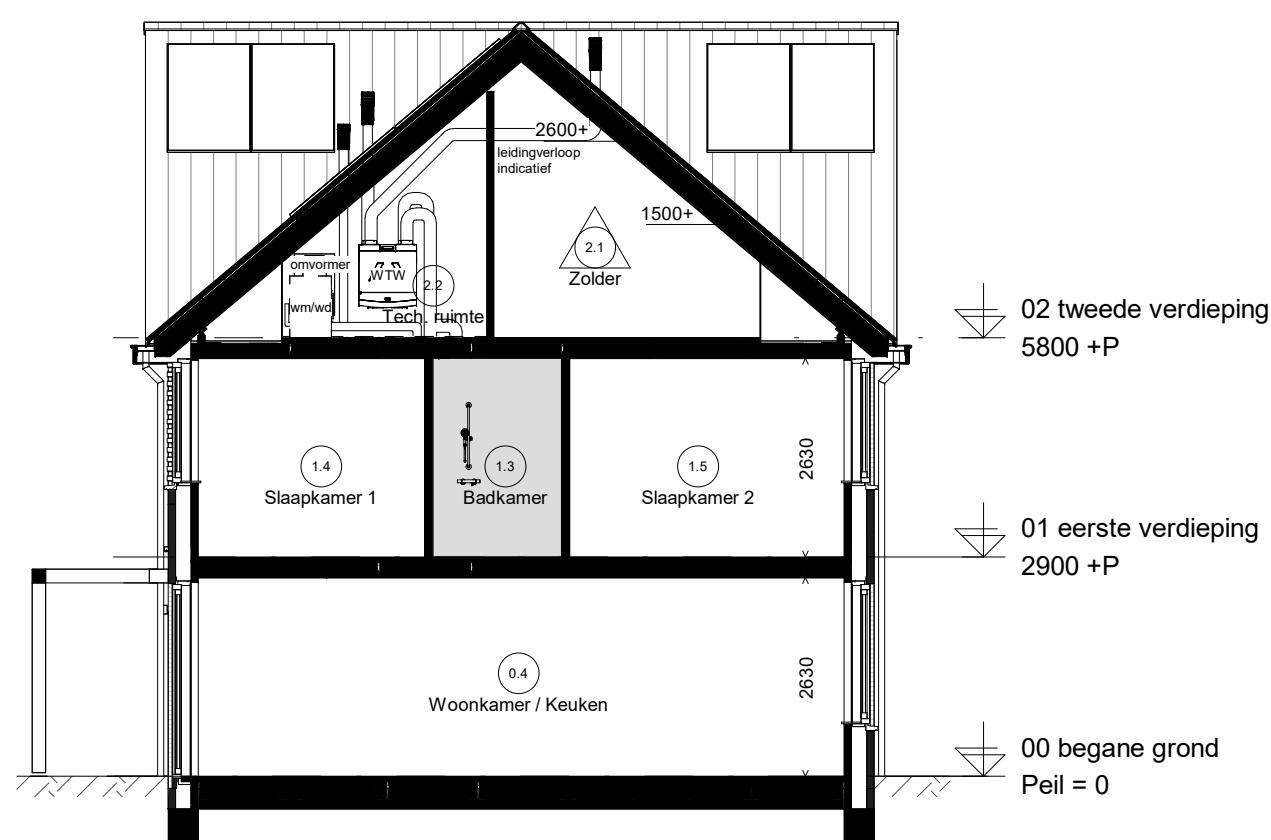 2600+
leidingverloop
indicatief
1500+
2.1
Zolder
omvormer
WTW
2.2
wm/wd
Tech. ruimte
02 tweede verdieping
5800 +P
1.4
Slaapkamer 1
1.3
Badkamer
1.5
Slaapkamer 2
2630
01 eerste verdieping
2900 +P
0.4
Woonkamer / Keuken
2630
00 begane grond
Peil = 0